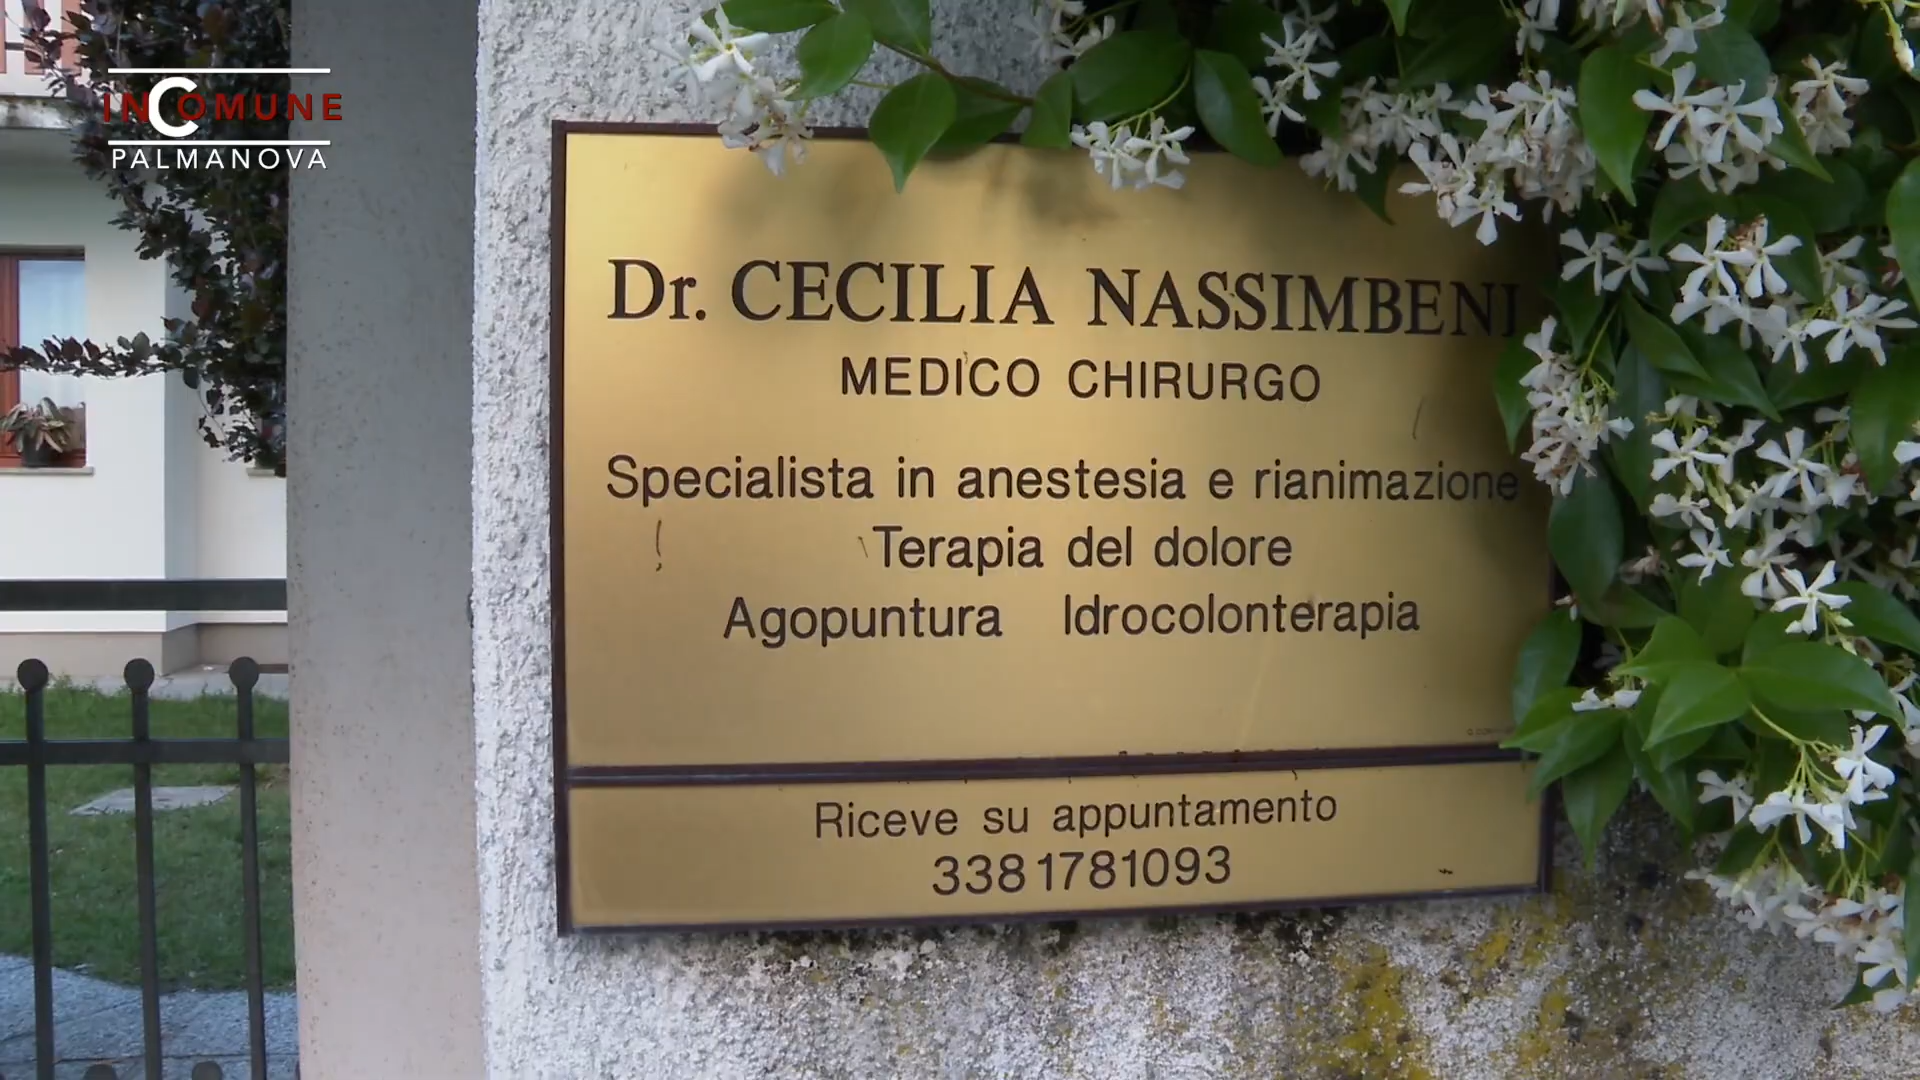 INCOMUNE
PALMANOVA
Dr. CECILIA NASSIMBENI
MEDICO CHIRURGO
Specialista in anestesia e rianimazione
Terapia del dolore
Agopuntura Idrocolonterapia
Riceve su appuntamento
3381781093